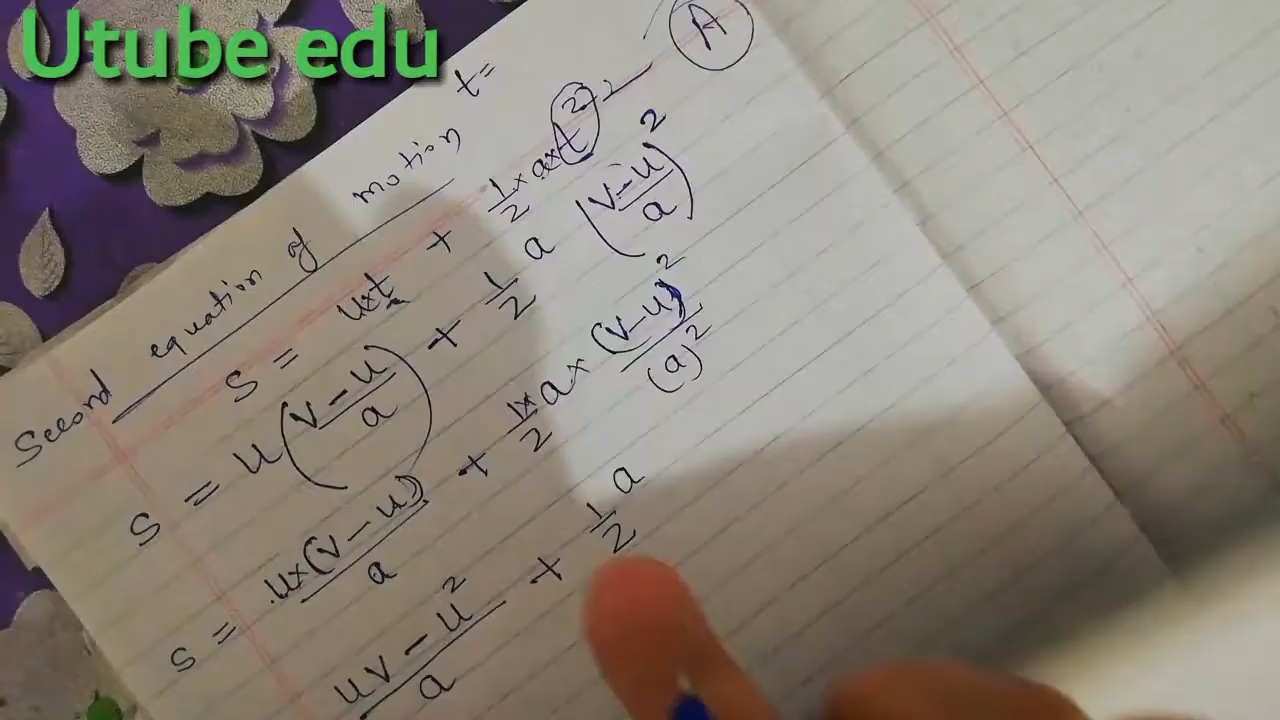 Utube edu
A
Second equation of motion t=
S = u×t + 1/2 × a×t²
S = u((v-u)/a) + 1/2 a ((v-u)/a)²
S = u×(v-u)/a + 1/2 a × (v-u)²/(a)²
uv-u²/a + 1/2 a